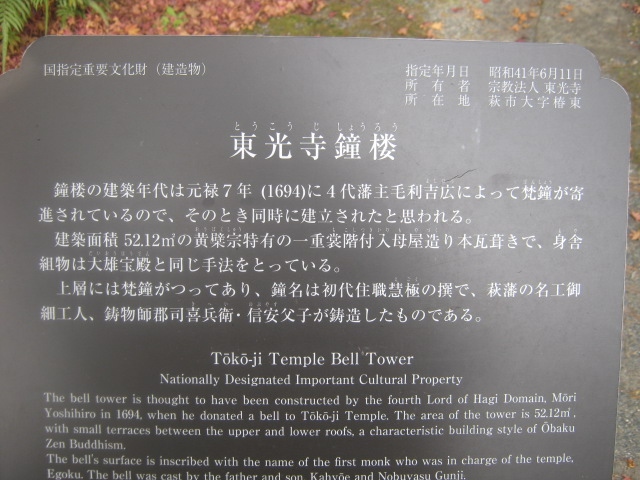 国指定重要文化財（建造物）
指定年月日 昭和41年6月11日
所有者 宗教法人 東光寺
所在地 萩市大字椿東
とうこうじしょうろう
東光寺鐘楼
鐘楼の建築年代は元禄７年 (1694)に４代藩主毛利吉広によって梵鐘が寄
進されているので、そのとき同時に建立されたと思われる。
建築面積 52.12㎡の黄檗宗特有の一重裳階付入母屋造り本瓦葺きで、身舎
組物は大雄宝殿と同じ手法をとっている。
上層には梵鐘がつってあり、鐘名は初代住職慧極の撰で、萩藩の名工御
細工人、鋳物師郡司喜兵衛・信安父子が鋳造したものである。
Tōkō-ji Temple Bell Tower
Nationally Designated Important Cultural Property
The bell tower is thought to have been constructed by the fourth Lord of Hagi Domain, Mōri
Yoshihiro in 1694, when he donated a bell to Tōkō-ji Temple. The area of the tower is 52.12㎡,
with small terraces between the upper and lower roofs, a characteristic building style of Ōbaku
Zen Buddhism.
The bell's surface is inscribed with the name of the first monk who was in charge of the temple,
Egoku. The bell was cast by the father and son, Kahyōe and Nobuyasu Gunji.